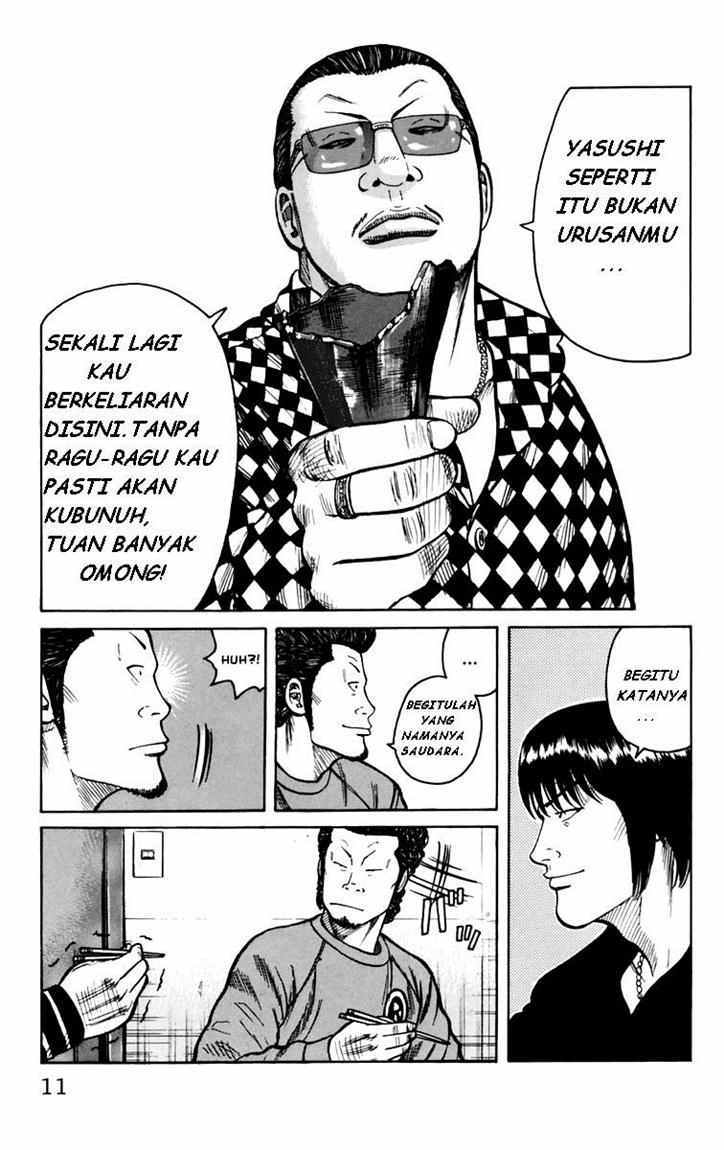 YASUSHI
SEPERTI
ITU BUKAN
URUSANMU
...
SEKALI LAGI
KAU
BERKELIARAN
DISINI.TANPA
RAGU-RAGU KAU
PASTI AKAN
KUBUNUH,
TUAN BANYAK
OMONG!
BEGITU
KATANYA
...
...
BEGITULAH
YANG
NAMANYA
SAUDARA.
HUH?!
11